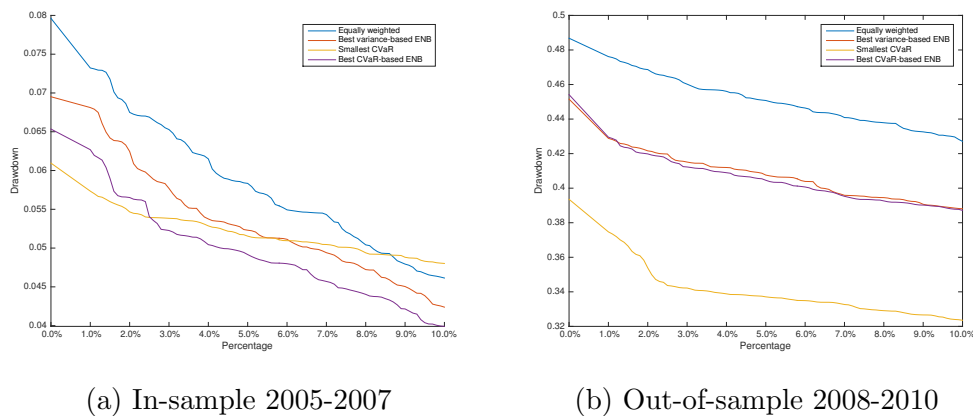 0.08
0.075
0.07
0.065
0.06
0.055
0.05
0.045
0.04
Drawdown
Equally weighted
Best variance-based ENB
Smallest CVaR
Best CVaR-based ENB
0.0% 1.0% 2.0% 3.0% 4.0% 5.0% 6.0% 7.0% 8.0% 9.0% 10.0%
Percentage
(a) In-sample 2005-2007
0.5
0.48
0.46
0.44
0.42
0.4
0.38
0.36
0.34
0.32
Drawdown
Equally weighted
Best variance-based ENB
Smallest CVaR
Best CVaR-based ENB
0.0% 1.0% 2.0% 3.0% 4.0% 5.0% 6.0% 7.0% 8.0% 9.0% 10.0%
Percentage
(b) Out-of-sample 2008-2010